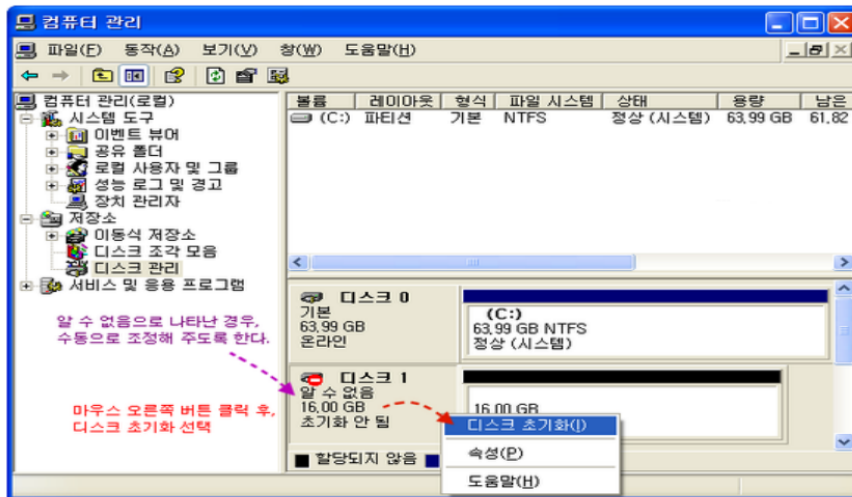 컴퓨터 관리
파일(F) 동작(A) 보기(V) 창(W) 도움말(H)
컴퓨터 관리(로컬)
시스템 도구
이벤트 뷰어
공유 폴더
로컬 사용자 및 그룹
성능 로그 및 경고
장치 관리자
저장소
이동식 저장소
디스크 조각 모음
디스크 관리
서비스 및 응용 프로그램
볼륨 레이아웃 형식 파일 시스템 상태 용량 남은
(C:) 파티션 기본 NTFS 정상 (시스템) 63,99 GB 61,82
디스크 0
기본
63,99 GB
온라인
(C:)
63,99 GB NTFS
정상 (시스템)
알 수 없음으로 나타난 경우,
수동으로 조정해 주도록 한다.
디스크 1
알 수 없음
16,00 GB
초기화 안 됨
16,00 GB
마우스 오른쪽 버튼 클릭 후,
디스크 초기화 선택
디스크 초기화(I)
속성(P)
도움말(H)
할당되지 않음